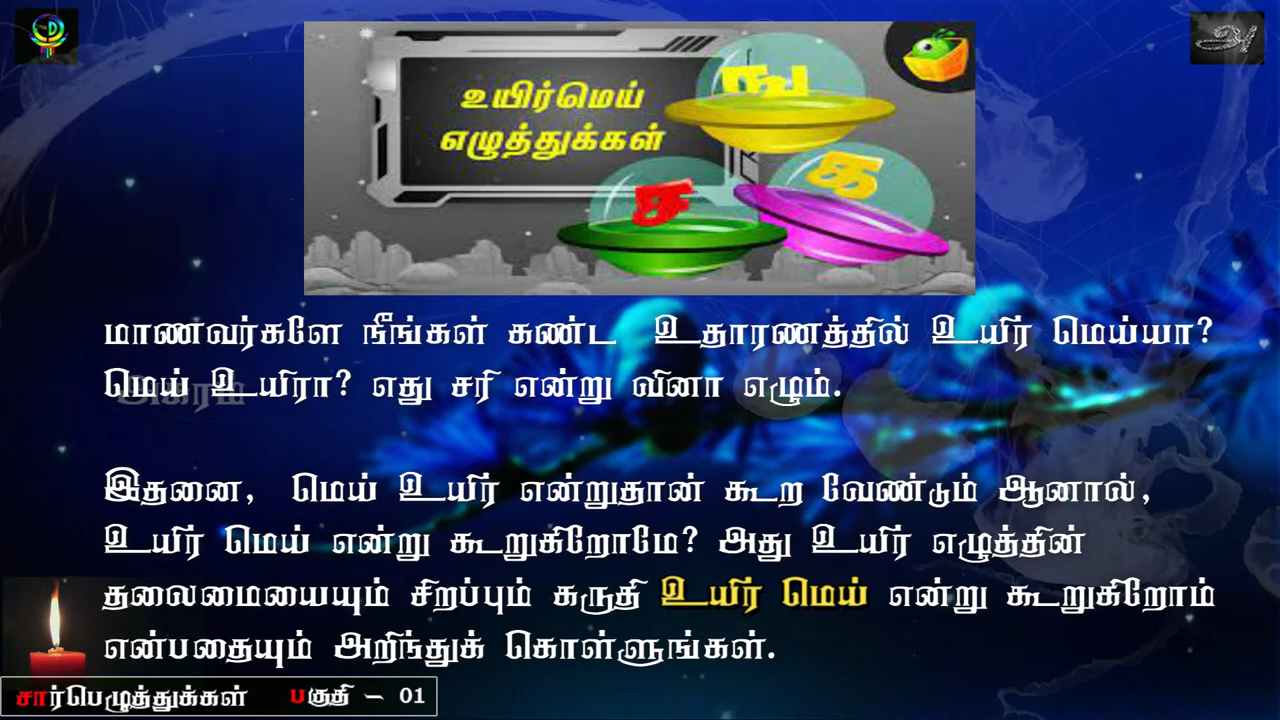 உயிர்மெய்
எழுத்துக்கள்
ங
க
ச
மாணவர்களே நீங்கள் கண்ட உதாரணத்தில் உயிர் மெய்யா?
மெய் உயிரா? எது சரி என்று வினா எழும்.
இதனை, மெய் உயிர் என்றுதான் கூற வேண்டும் ஆனால்,
உயிர் மெய் என்று கூறுகிறோமே? அது உயிர் எழுத்தின்
தலைமையையும் சிறப்பும் கருதி உயிர் மெய் என்று கூறுகிறோம்
என்பதையும் அறிந்துக் கொள்ளுங்கள்.
சார்பெழுத்துக்கள் பகுதி – 01